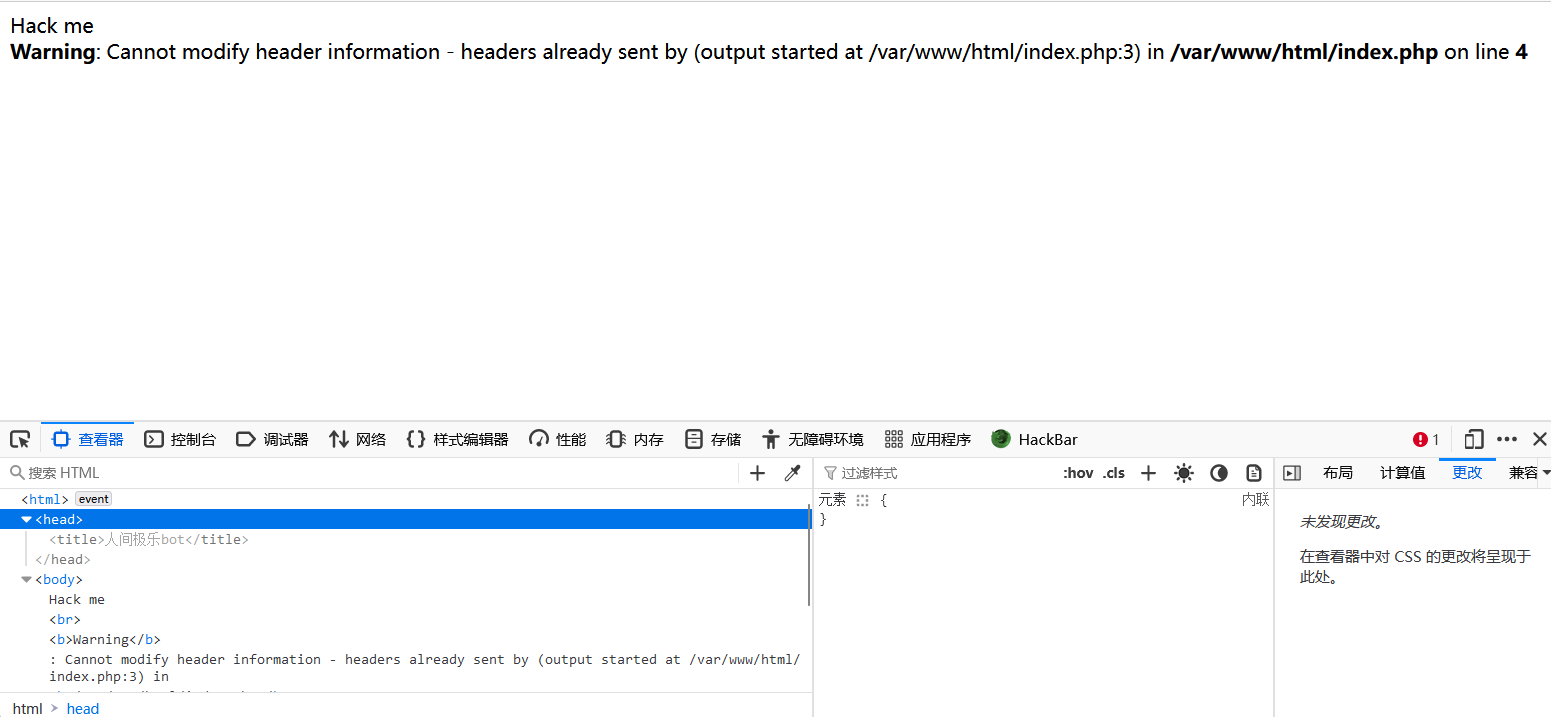 Hack me
Warning: Cannot modify header information - headers already sent by (output started at /var/www/html/index.php:3) in /var/www/html/index.php on line 4
查看器 控制台 调试器 网络 {} 样式编辑器 性能 内存 存储 无障碍环境 应用程序 HackBar 1
搜索 HTML
过滤样式 :hov .cls
布局 计算值 更改 兼容
<html> event
<head>
<title>人间极乐bot</title>
</head>
<body>
Hack me
<br>
<b>Warning</b>
: Cannot modify header information - headers already sent by (output started at /var/www/html/
index.php:3) in
html > head
元素 { 内联
}
未发现更改。
在查看器中对 CSS 的更改将呈现于
此处。